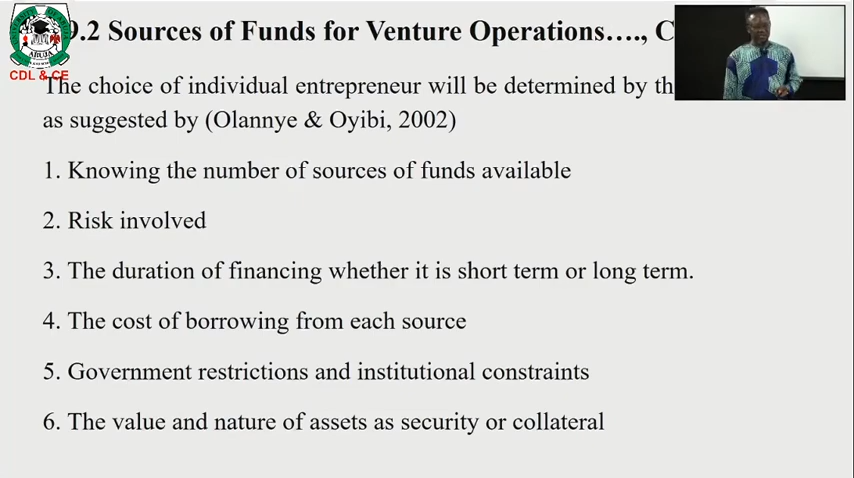 9.2 Sources of Funds for Venture Operations…., C
ABUJA
CDL & CE
The choice of individual entrepreneur will be determined by th
as suggested by (Olannye & Oyibi, 2002)
1. Knowing the number of sources of funds available
2. Risk involved
3. The duration of financing whether it is short term or long term.
4. The cost of borrowing from each source
5. Government restrictions and institutional constraints
6. The value and nature of assets as security or collateral